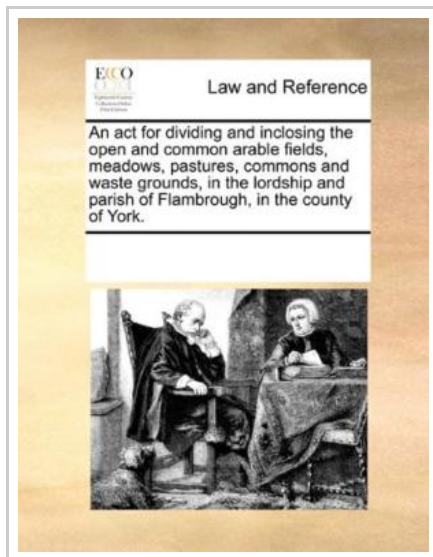 ECCO
Law and Reference
An act for dividing and inclosing the
open and common arable fields,
meadows, pastures, commons and
waste grounds, in the lordship and
parish of Flambrough, in the county
of York.